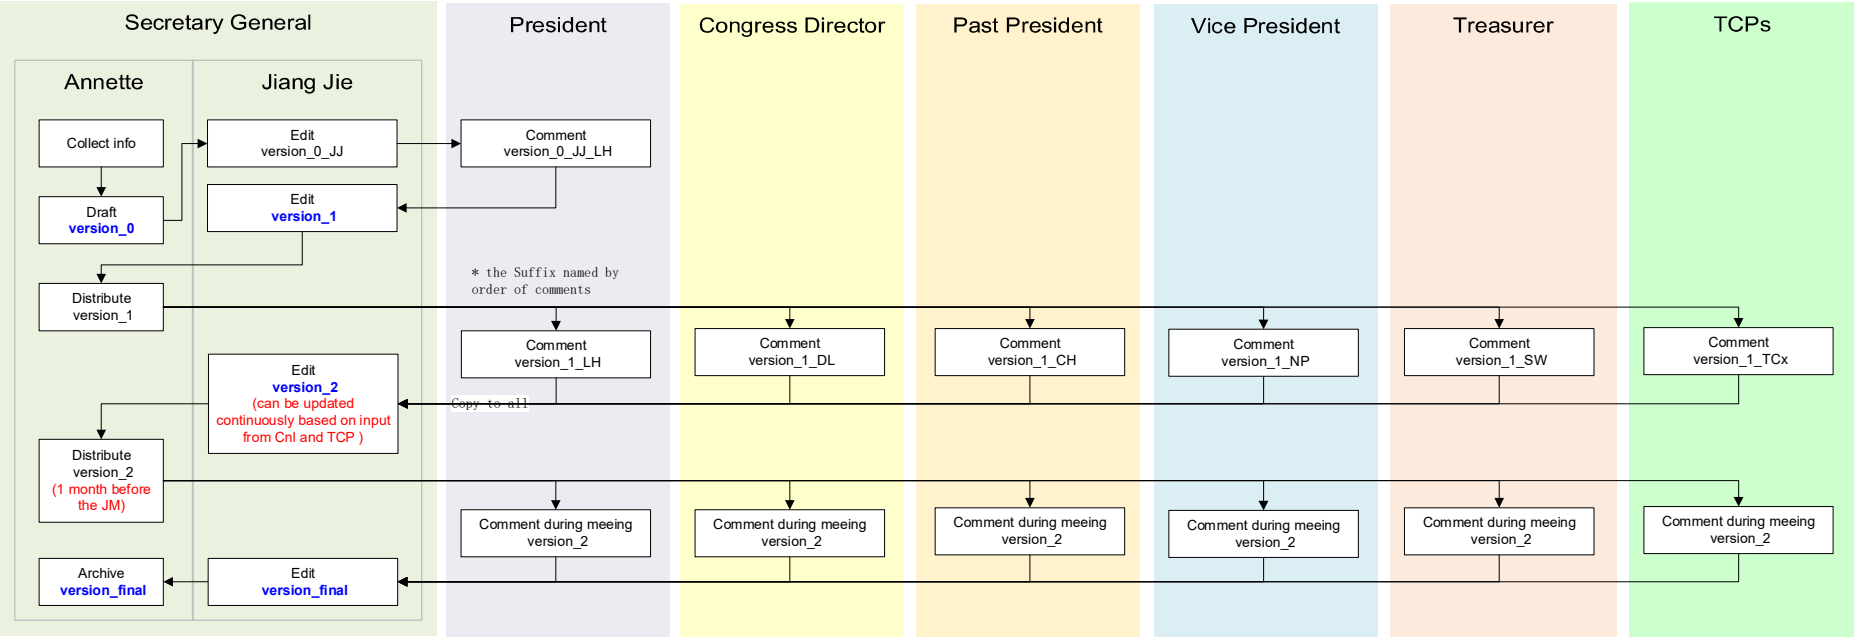 Secretary General
President
Congress Director
Past President
Vice President
Treasurer
TCPs
Annette
Jiang Jie
Collect info
Edit
version_0_JJ
Comment
version_0_JJ_LH
Draft
version_0
Edit
version_1
* the Suffix named by
order of comments
Distribute
version_1
Comment
version_1_LH
Comment
version_1_DL
Comment
version_1_CH
Comment
version_1_NP
Comment
version_1_SW
Comment
version_1_TCx
Edit
version_2
(can be updated
continuously based on input
from Cnl and TCP )
Copy to all
Distribute
version_2
(1 month before
the JM)
Comment during meeing
version_2
Comment during meeing
version_2
Comment during meeing
version_2
Comment during meeing
version_2
Comment during meeing
version_2
Comment during meeing
version_2
Archive
version_final
Edit
version_final